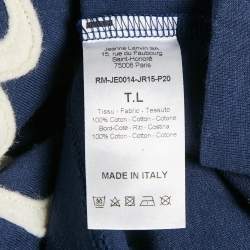 Jeanne Lanvin SA
15, rue du Faubourg
Saint-Honoré
75008 Paris
RM-JE0014-JR15-P20
T.L
Tissu - Fabric - Tessuto
100% Coton - Cotton - Cotone
Bord-Cote - Rib - Costina
100% Coton - Cotton - Cotone
MADE IN ITALY